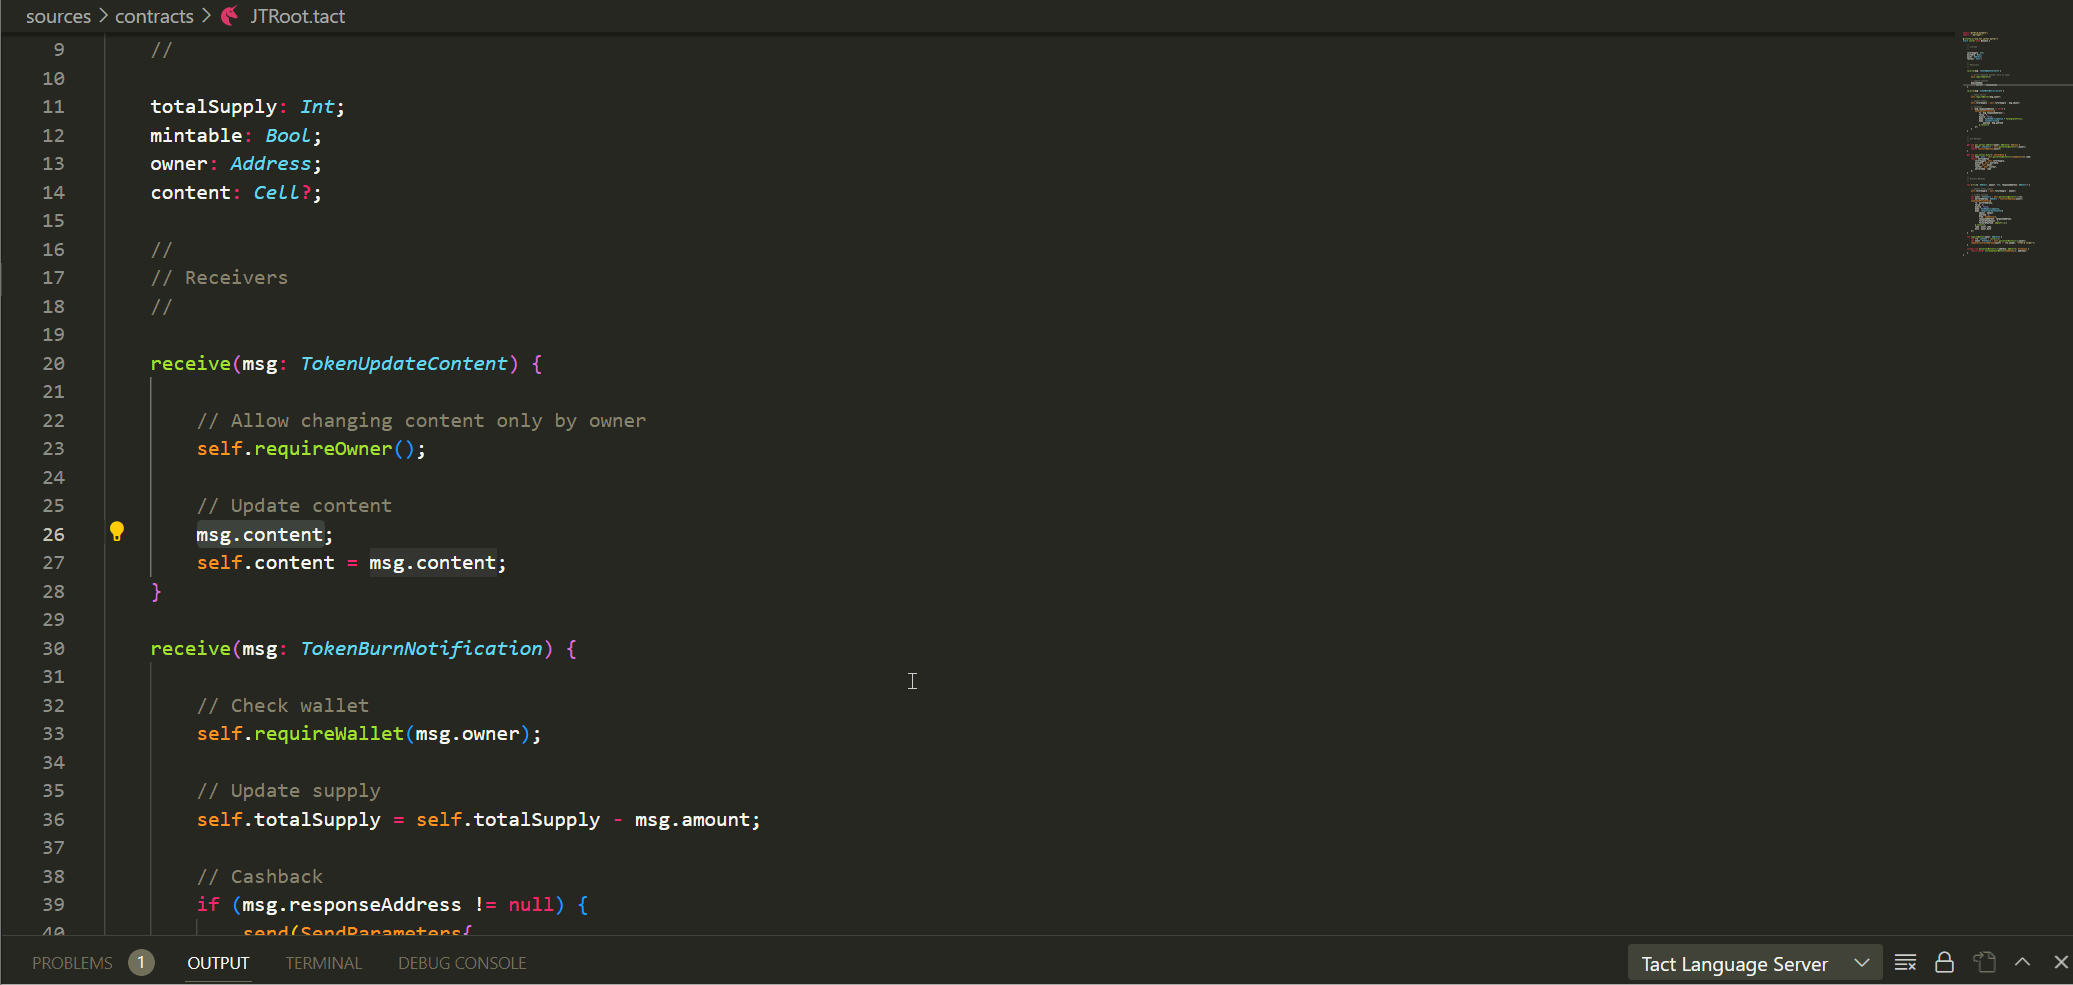 sources > contracts > JTRoot.tact
9 //
10
11 totalSupply: Int;
12 mintable: Bool;
13 owner: Address;
14 content: Cell?;
15
16 //
17 // Receivers
18 //
19
20 receive(msg: TokenUpdateContent) {
21
22 // Allow changing content only by owner
23 self.requireOwner();
24
25 // Update content
26 msg.content;
27 self.content = msg.content;
28 }
29
30 receive(msg: TokenBurnNotification) {
31
32 // Check wallet
33 self.requireWallet(msg.owner);
34
35 // Update supply
36 self.totalSupply = self.totalSupply - msg.amount;
37
38 // Cashback
39 if (msg.responseAddress != null) {
40 send(SendParameters{
PROBLEMS 1 OUTPUT TERMINAL DEBUG CONSOLE Tact Language Server